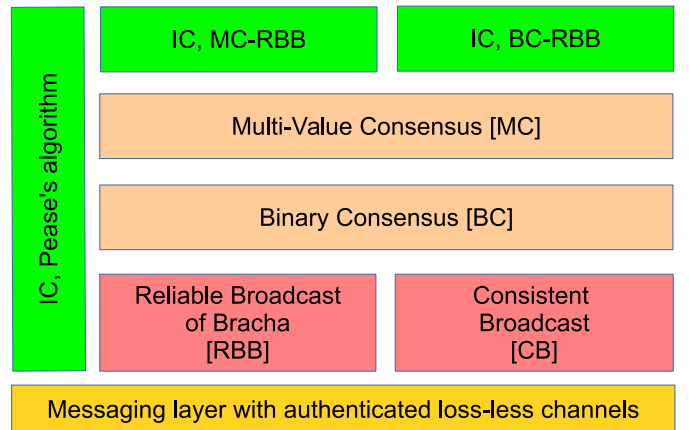 IC, Pease's algorithm
IC, MC-RBB
IC, BC-RBB
Multi-Value Consensus [MC]
Binary Consensus [BC]
Reliable Broadcast
of Bracha
[RBB]
Consistent
Broadcast
[CB]
Messaging layer with authenticated loss-less channels